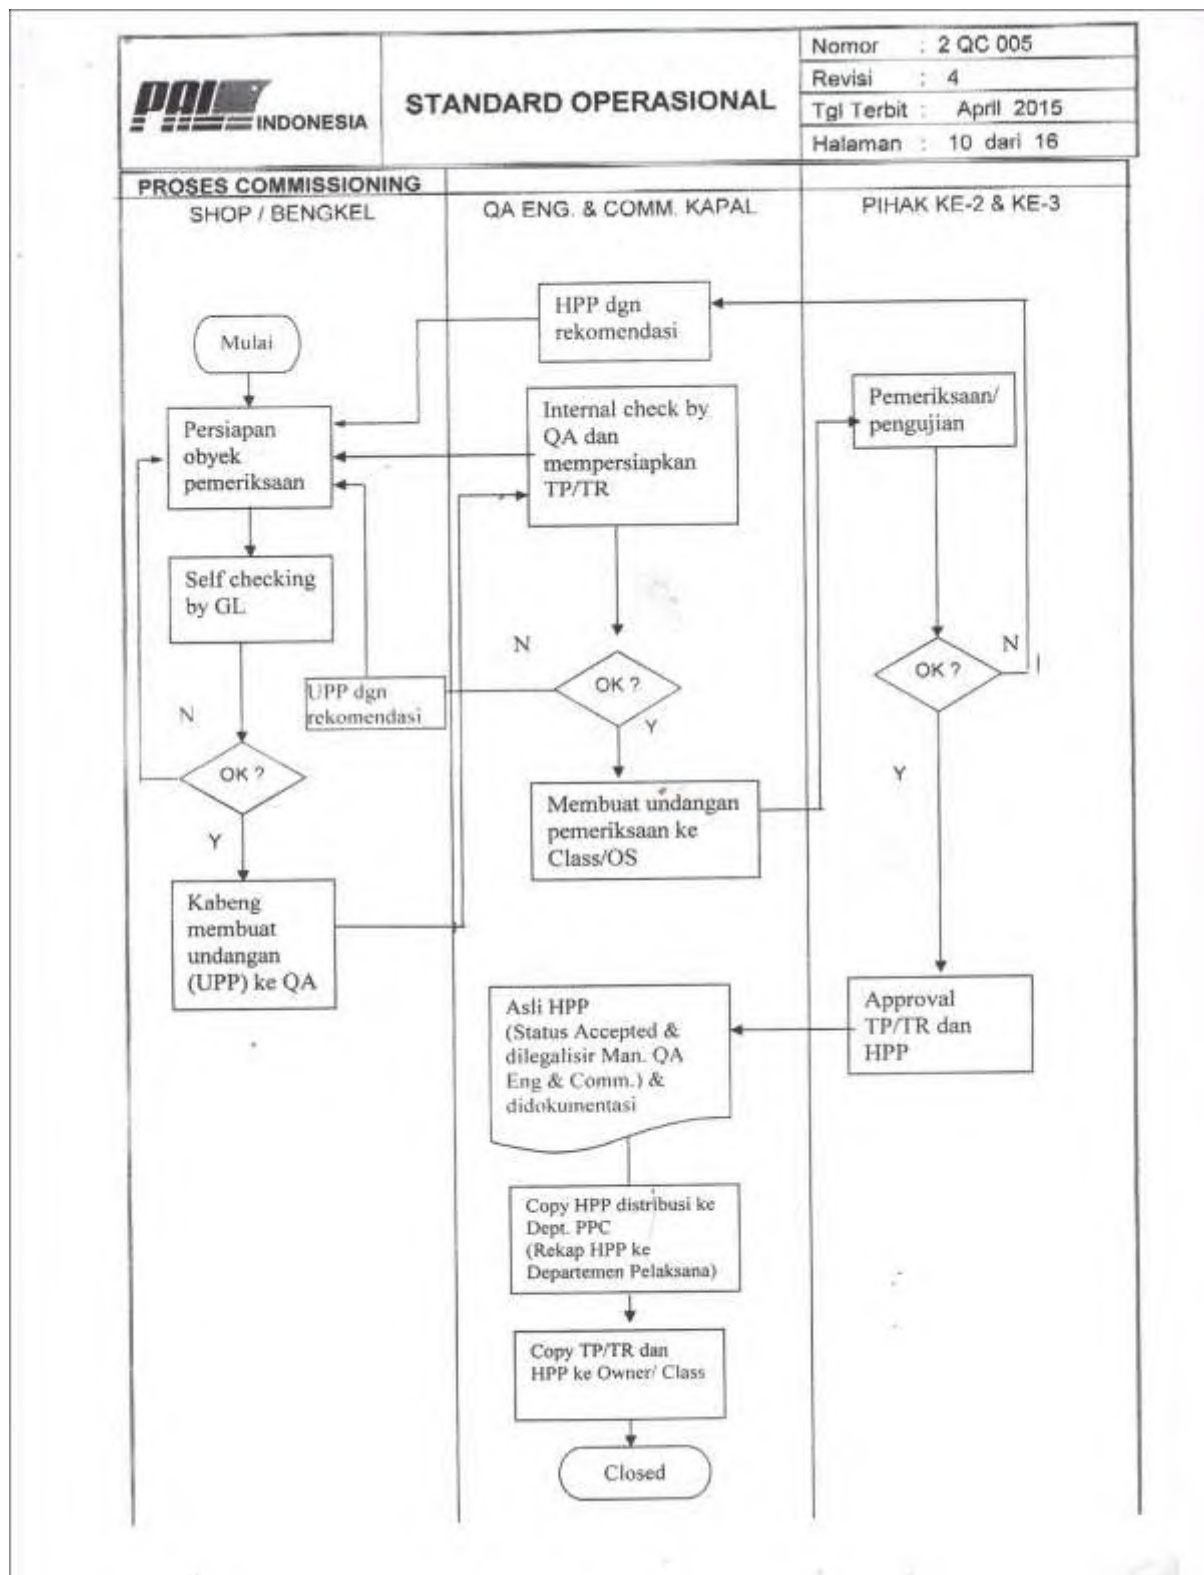 PAL INDONESIA
STANDARD OPERASIONAL
Nomor : 2 QC 005
Revisi : 4
Tgl Terbit : April 2015
Halaman : 10 dari 16
PROSES COMMISSIONING
SHOP / BENGKEL
QA ENG. & COMM. KAPAL
PIHAK KE-2 & KE-3
HPP dgn
rekomendasi
Mulai
Persiapan
obyek
pemeriksaan
Internal check by
QA dan
mempersiapkan
TP/TR
Pemeriksaan/
pengujian
Self checking
by GL
N
UPP dgn
rekomendasi
OK ?
Y
N
OK ?
N
OK ?
Y
Y
Membuat undangan
pemeriksaan ke
Class/OS
Kabeng
membuat
undangan
(UPP) ke QA
Asli HPP
(Status Accepted &
dilegalisir Man. QA
Eng & Comm.) &
didokumentasi
Approval
TP/TR dan
HPP
Copy HPP distribusi ke
Dept. PPC
(Rekap HPP ke
Departemen Pelaksana)
Copy TP/TR dan
HPP ke Owner/ Class
Closed